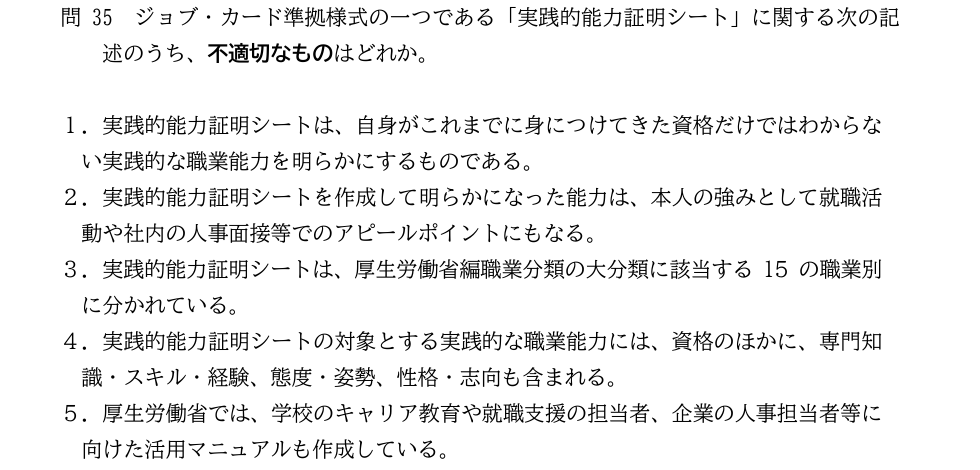 問 35　ジョブ・カード準拠様式の一つである「実践的能力証明シート」に関する次の記
述のうち、不適切なものはどれか。
１．実践的能力証明シートは、自身がこれまでに身につけてきた資格だけではわからな
い実践的な職業能力を明らかにするものである。
２．実践的能力証明シートを作成して明らかになった能力は、本人の強みとして就職活
動や社内の人事面接等でのアピールポイントにもなる。
３．実践的能力証明シートは、厚生労働省編職業分類の大分類に該当する 15 の職業別
に分かれている。
４．実践的能力証明シートの対象とする実践的な職業能力には、資格のほかに、専門知
識・スキル・経験、態度・姿勢、性格・志向も含まれる。
５．厚生労働省では、学校のキャリア教育や就職支援の担当者、企業の人事担当者等に
向けた活用マニュアルも作成している。